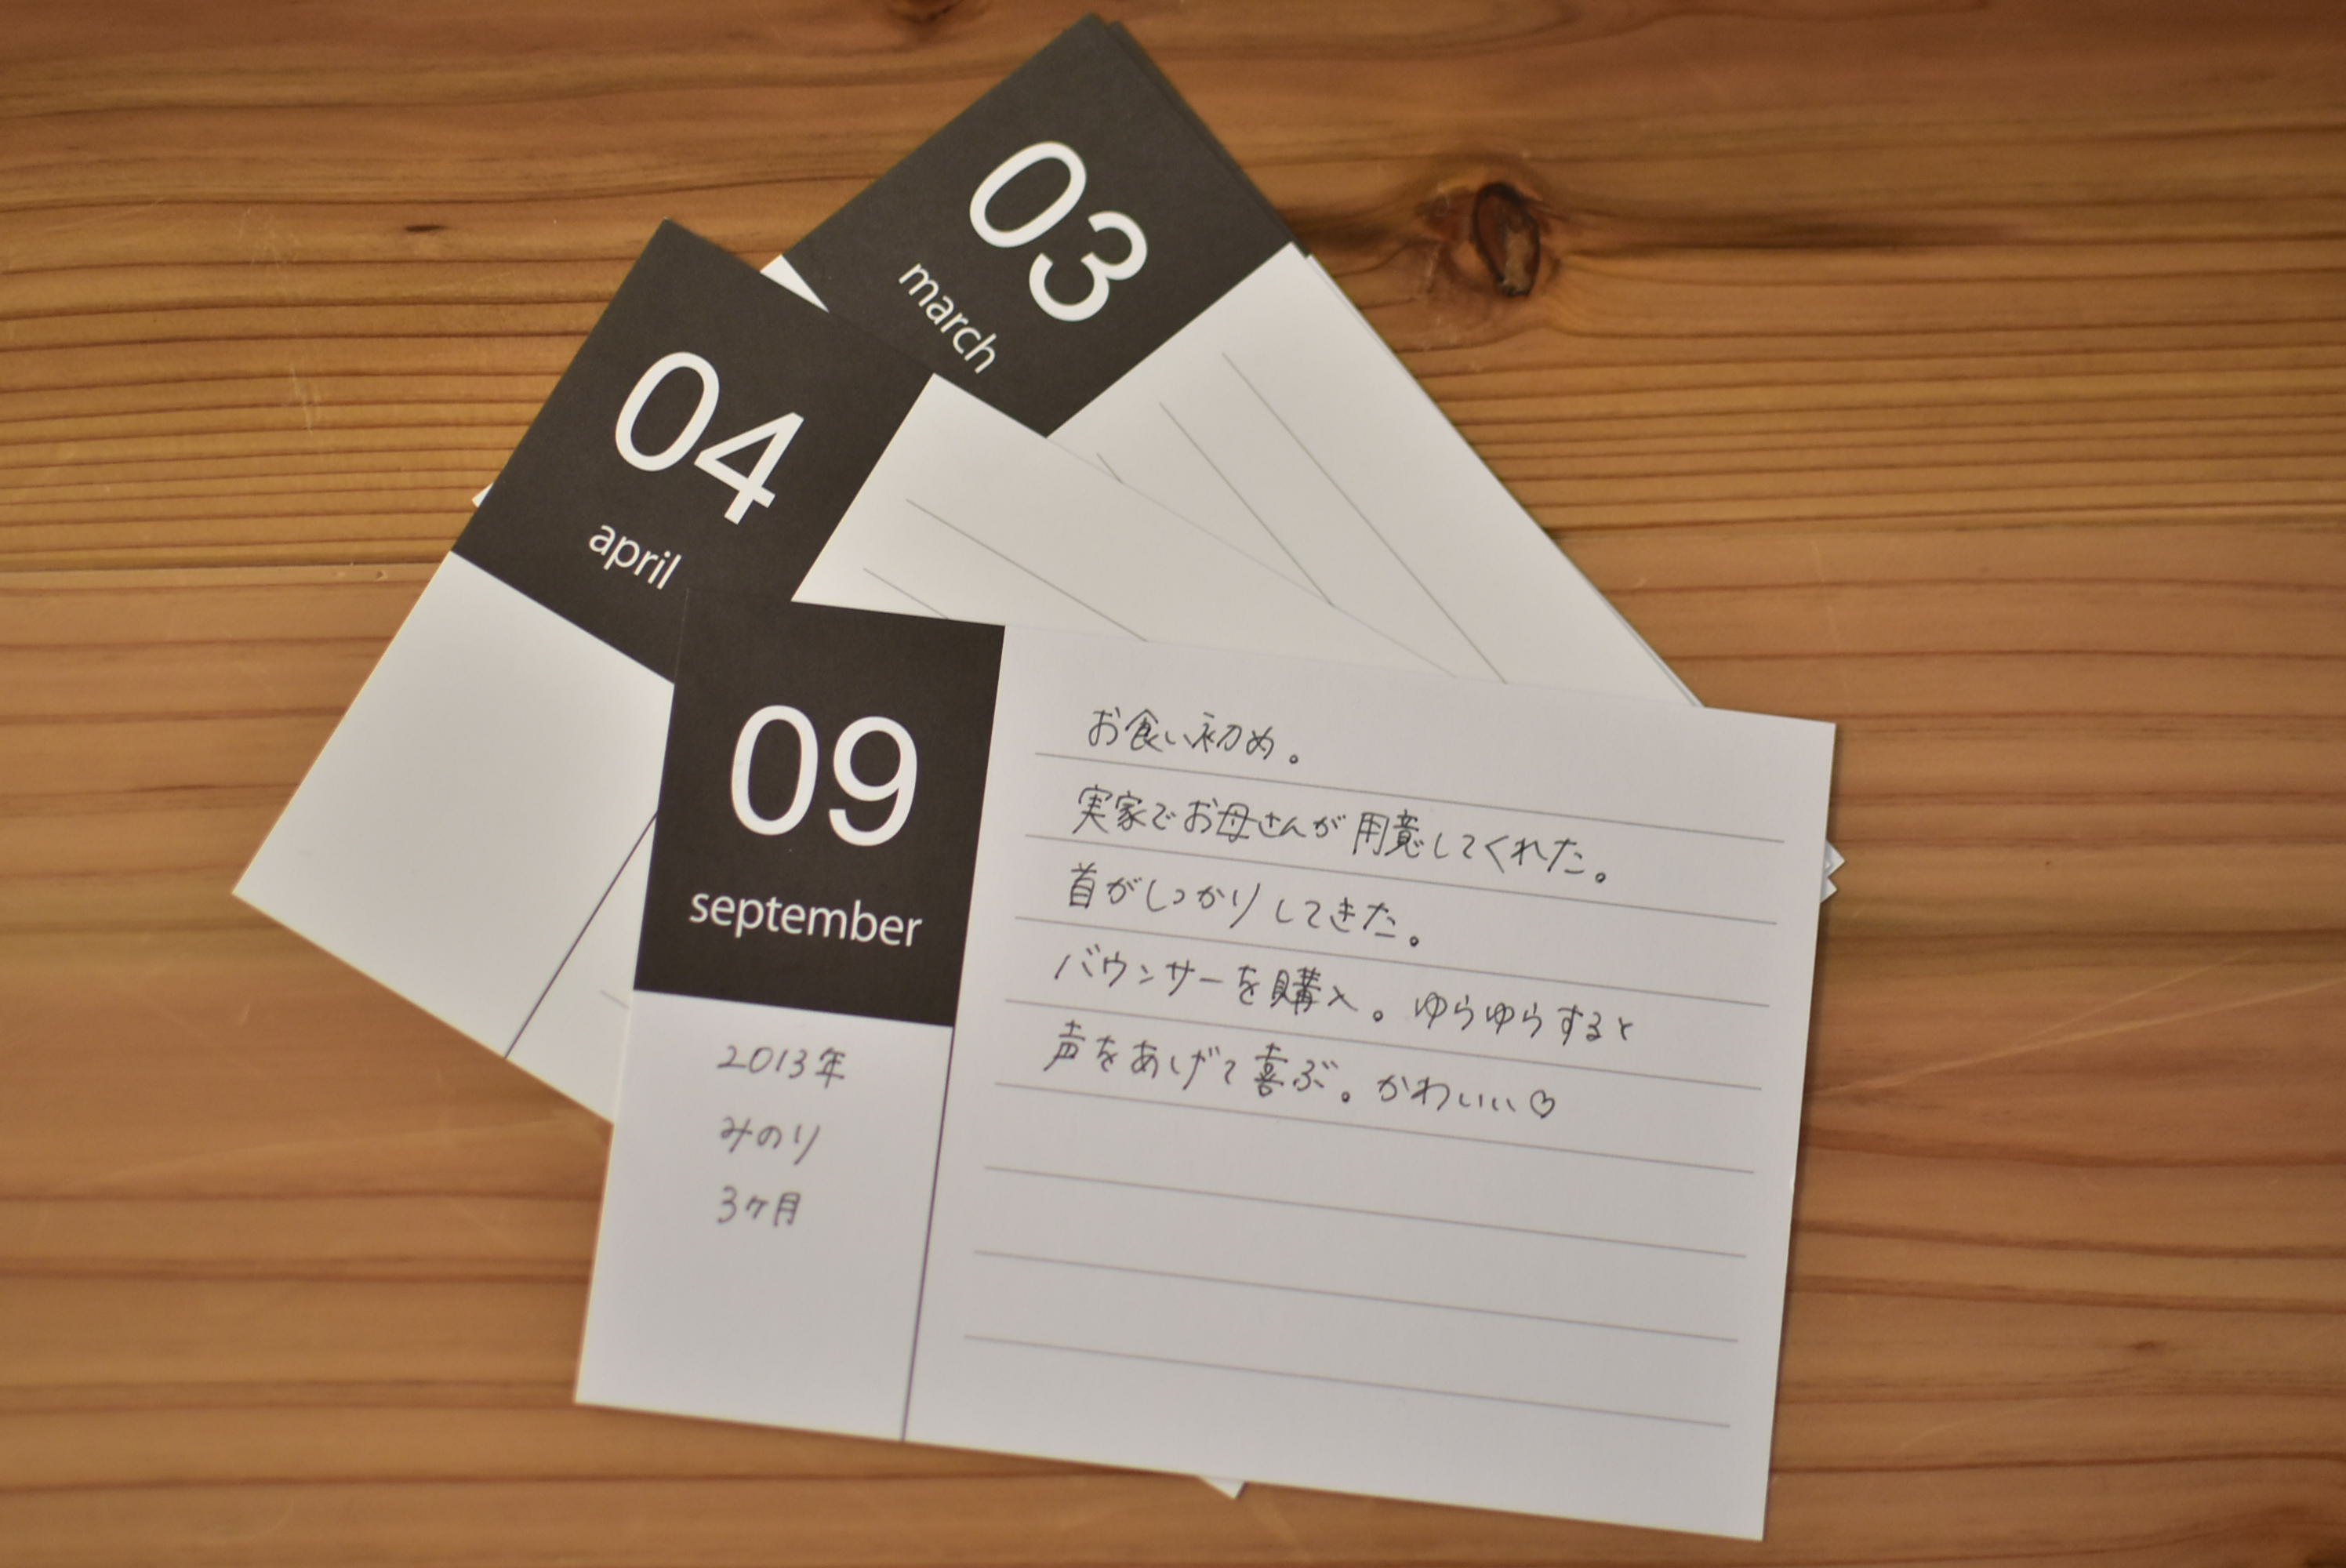 03
march
04
april
09
september
2013年
みのり
3ヶ月
お食い初め。
実家でお母さんが用意してくれた。
首がしっかりしてきた。
バウンサーを購入。ゆらゆらすると
声をあげて喜ぶ。かわいい♡